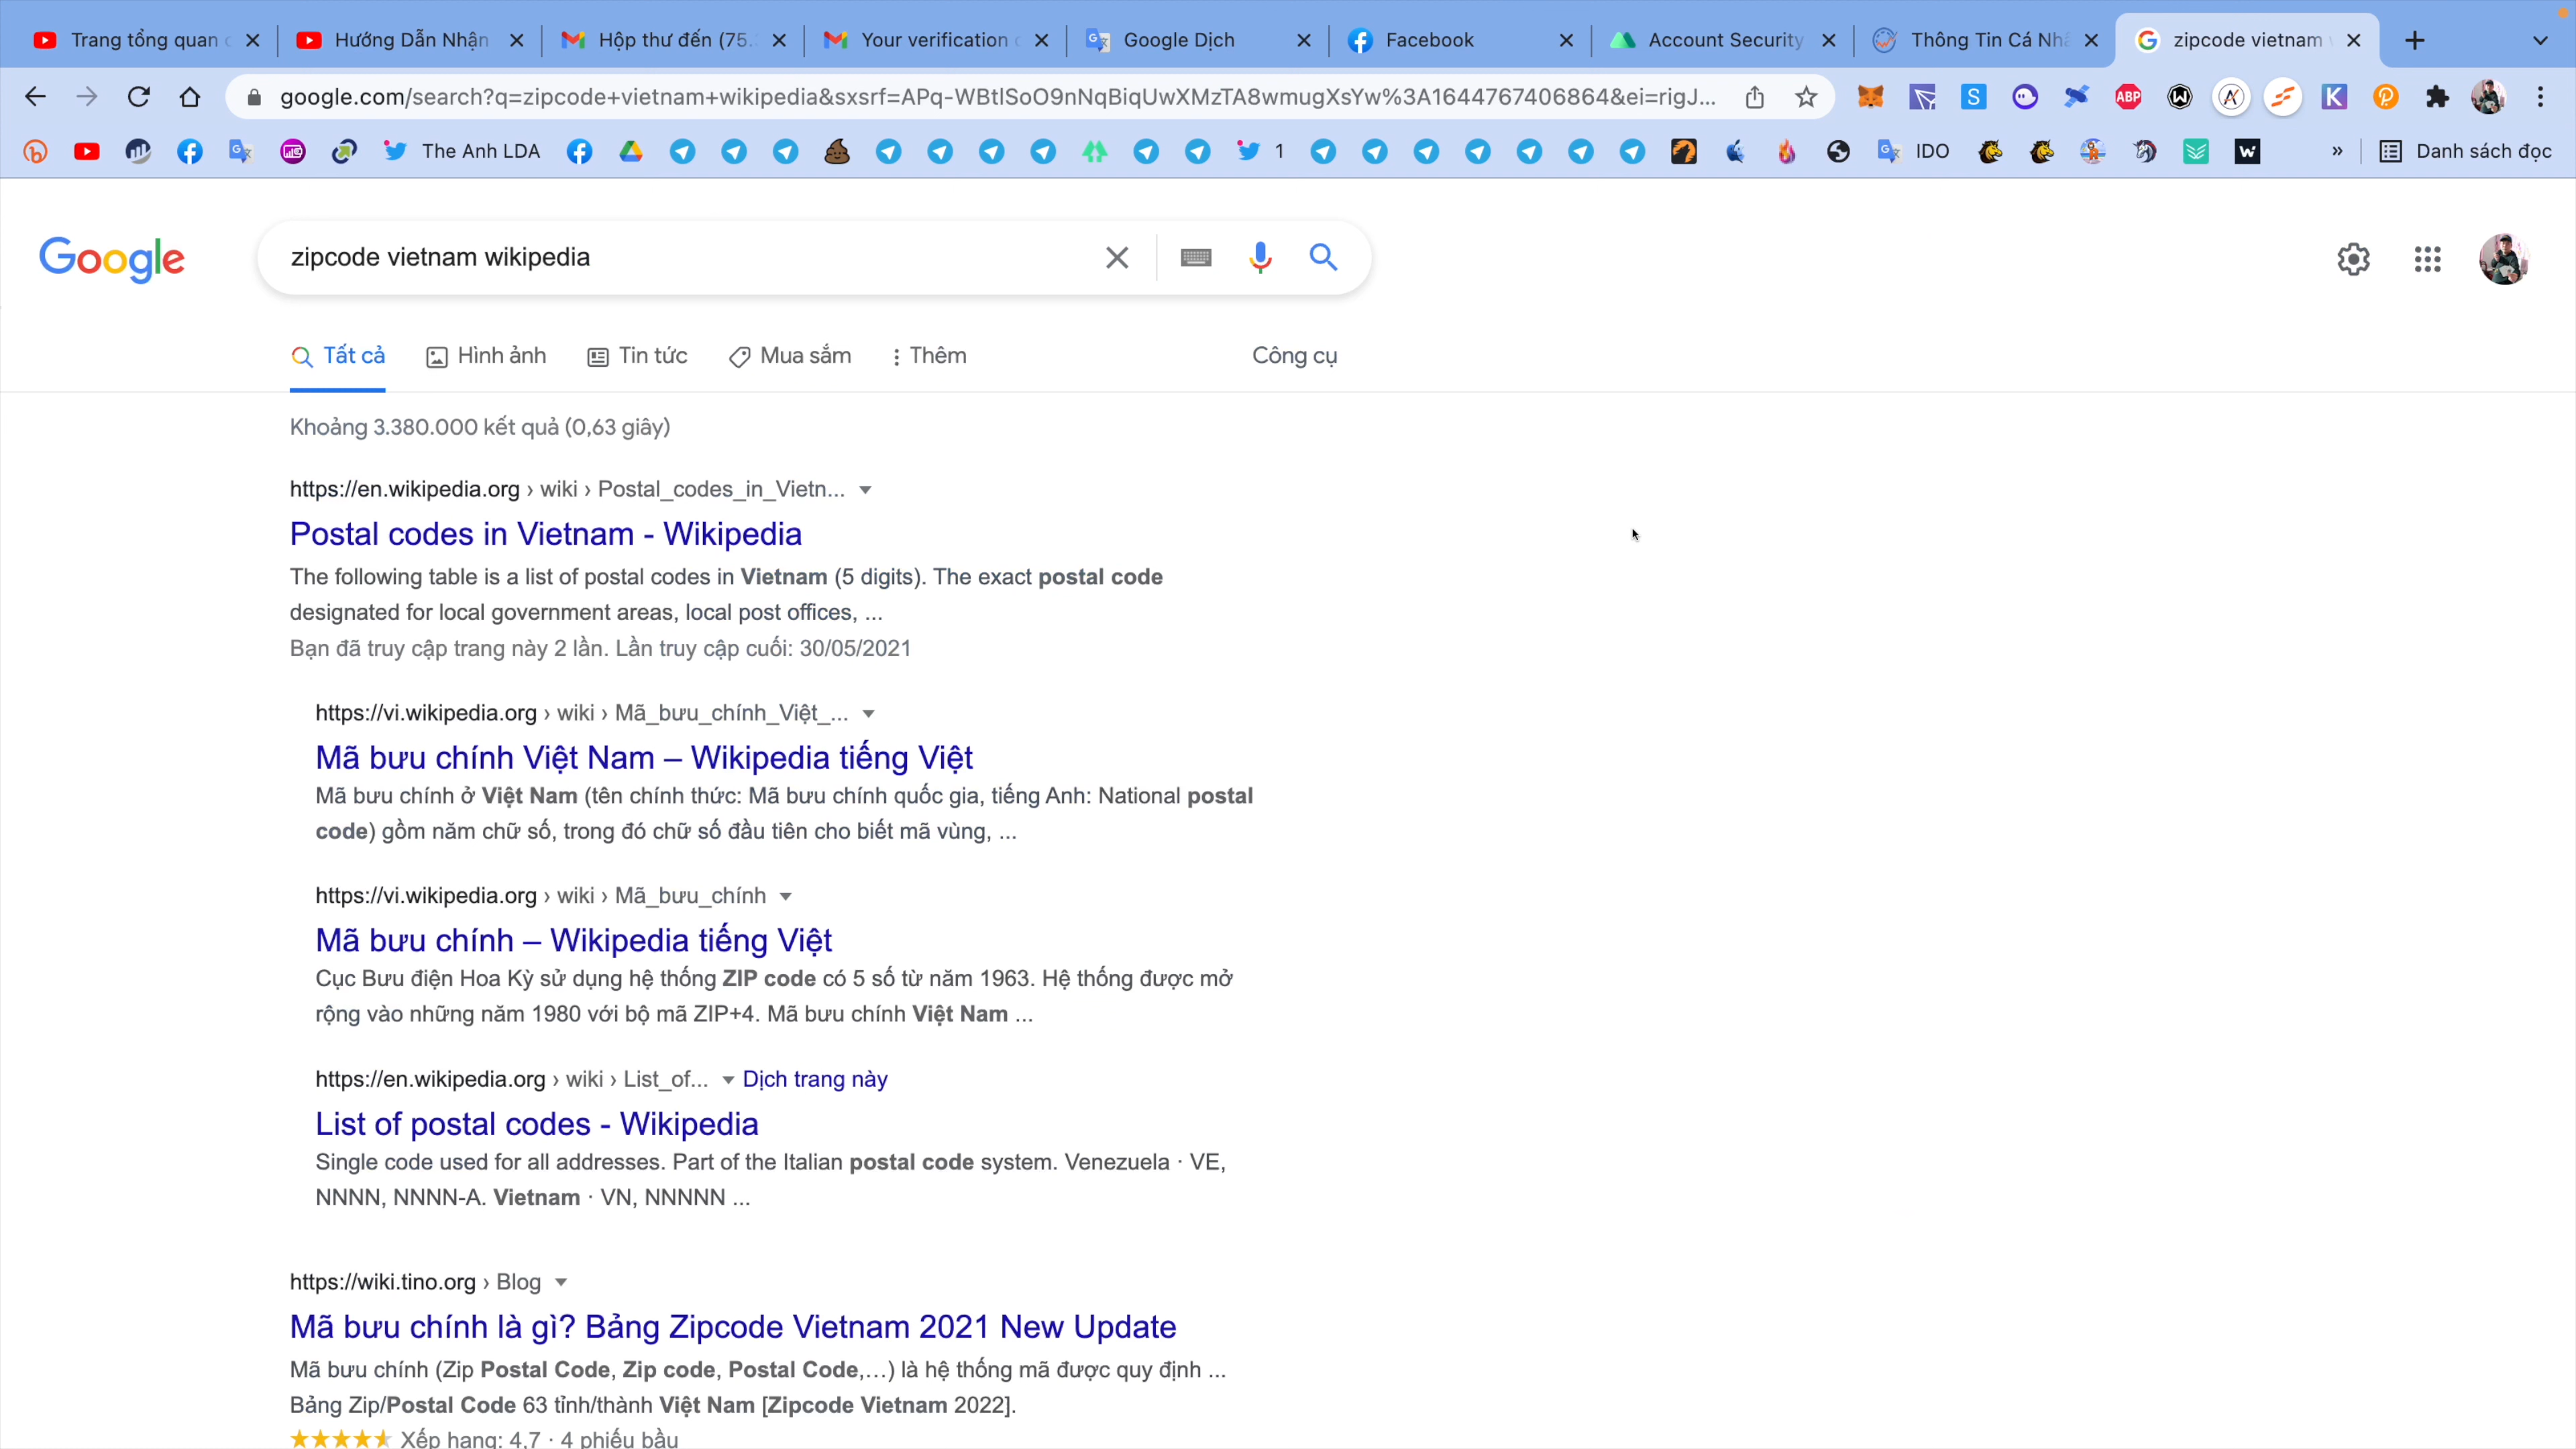 Trang tổng quan
Hướng Dẫn Nhận
Hộp thư đến (75.
Your verification
Google Dịch
Facebook
Account Security
Thông Tin Cá Nhâ
zipcode vietnam
google.com/search?q=zipcode+vietnam+wikipedia&sxsrf=APq-WBtlSoO9nNqBiqUwXMzTA8wmugXsYw%3A1644767406864&ei=rigJ...
The Anh LDA
1
IDO
Danh sách đọc
Google
zipcode vietnam wikipedia
Tất cả
Hình ảnh
Tin tức
Mua sắm
Thêm
Công cụ
Khoảng 3.380.000 kết quả (0,63 giây)
https://en.wikipedia.org › wiki › Postal_codes_in_Vietn...
Postal codes in Vietnam - Wikipedia
The following table is a list of postal codes in Vietnam (5 digits). The exact postal code
designated for local government areas, local post offices, ...
Bạn đã truy cập trang này 2 lần. Lần truy cập cuối: 30/05/2021
https://vi.wikipedia.org › wiki › Mã_bưu_chính_Việt_...
Mã bưu chính Việt Nam – Wikipedia tiếng Việt
Mã bưu chính ở Việt Nam (tên chính thức: Mã bưu chính quốc gia, tiếng Anh: National postal
code) gồm năm chữ số, trong đó chữ số đầu tiên cho biết mã vùng, ...
https://vi.wikipedia.org › wiki › Mã_bưu_chính
Mã bưu chính – Wikipedia tiếng Việt
Cục Bưu điện Hoa Kỳ sử dụng hệ thống ZIP code có 5 số từ năm 1963. Hệ thống được mở
rộng vào những năm 1980 với bộ mã ZIP+4. Mã bưu chính Việt Nam ...
https://en.wikipedia.org › wiki › List_of... Dịch trang này
List of postal codes - Wikipedia
Single code used for all addresses. Part of the Italian postal code system. Venezuela · VE,
NNNN, NNNN-A. Vietnam · VN, NNNNN ...
https://wiki.tino.org › Blog
Mã bưu chính là gì? Bảng Zipcode Vietnam 2021 New Update
Mã bưu chính (Zip Postal Code, Zip code, Postal Code,…) là hệ thống mã được quy định ...
Bảng Zip/Postal Code 63 tỉnh/thành Việt Nam [Zipcode Vietnam 2022].
Xếp hạng: 4,7 · 4 phiếu bầu